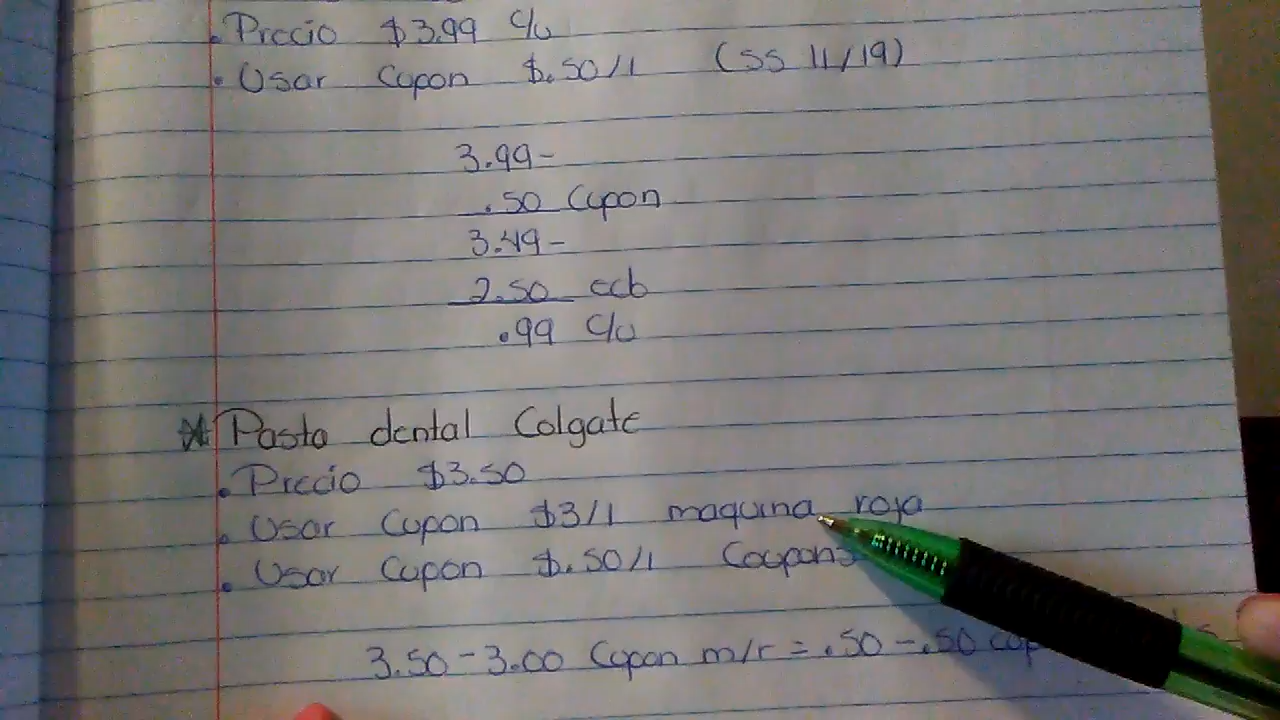 . Precio $3.99 c/u
. Usar Cupon $.50/1 (SS 11/19)
3.99-
.50 Cupon
3.49-
2.50 ecb
.99 c/u
* Pasta dental Colgate
. Precio $3.50
. Usar Cupon $3/1 maquina roja
. Usar Cupon $.50/1 Coupons
3.50-3.00 Cupon m/r = .50-.50